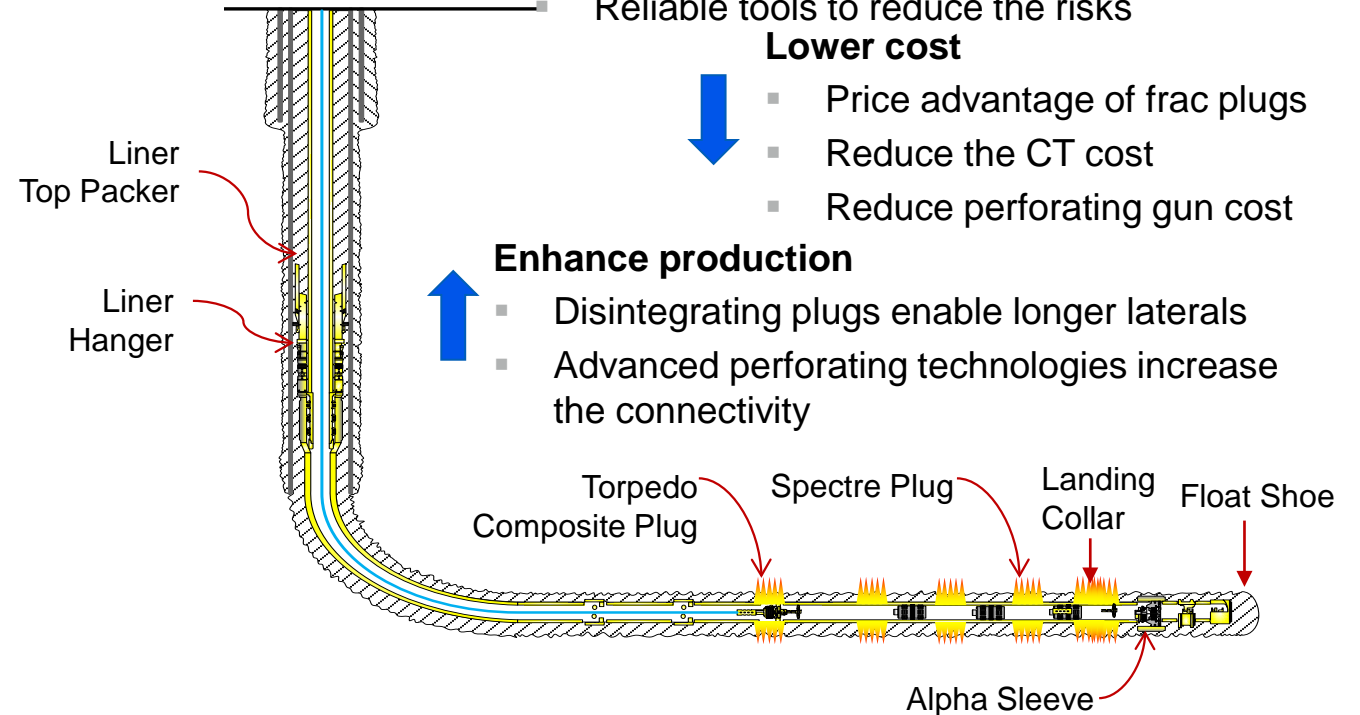 Reliable tools to reduce the risks
Lower cost
Price advantage of frac plugs
Reduce the CT cost
Reduce perforating gun cost
Liner
Top Packer
Enhance production
Disintegrating plugs enable longer laterals
Advanced perforating technologies increase
the connectivity
Liner
Hanger
Torpedo
Composite Plug
Spectre Plug
Landing
Collar
Float Shoe
Alpha Sleeve